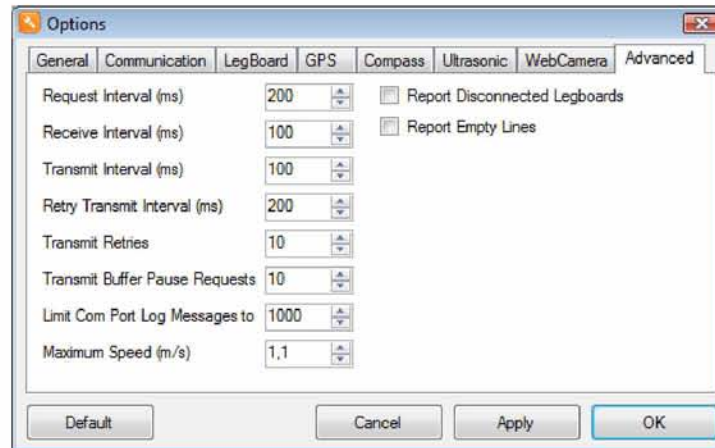 Options
General Communication LegBoard GPS Compass Ultrasonic WebCamera Advanced
Request Interval (ms) 200 Report Disconnected Legboards
Receive Interval (ms) 100 Report Empty Lines
Transmit Interval (ms) 100
Retry Transmit Interval (ms) 200
Transmit Retries 10
Transmit Buffer Pause Requests 10
Limit Com Port Log Messages to 1000
Maximum Speed (m/s) 1,1
Default Cancel Apply OK